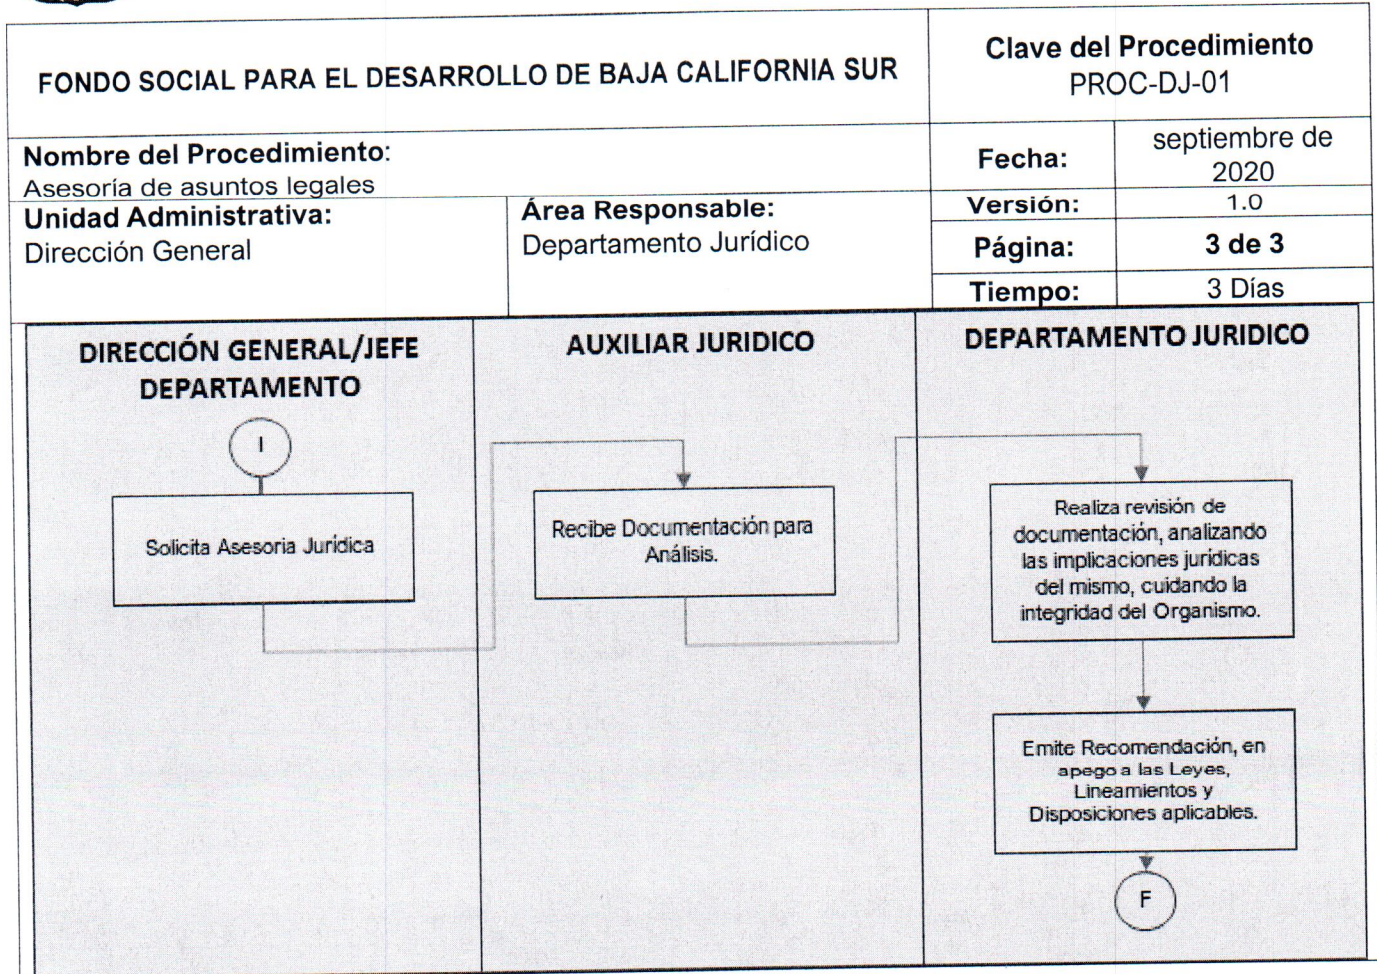 FONDO SOCIAL PARA EL DESARROLLO DE BAJA CALIFORNIA SUR
Clave del Procedimiento
PROC-DJ-01
Nombre del Procedimiento:
Asesoría de asuntos legales
Fecha:
septiembre de
2020
Unidad Administrativa:
Dirección General
Área Responsable:
Departamento Jurídico
Versión:
1.0
Página:
3 de 3
Tiempo:
3 Días
DIRECCIÓN GENERAL/JEFE
DEPARTAMENTO
AUXILIAR JURIDICO
DEPARTAMENTO JURIDICO
I
Solicita Asesoria Jurídica
Recibe Documentación para
Análisis.
Realiza revisión de
documentación, analizando
las implicaciones jurídicas
del mismo, cuidando la
integridad del Organismo.
Emite Recomendación, en
apego a las Leyes,
Lineamientos y
Disposiciones aplicables.
F